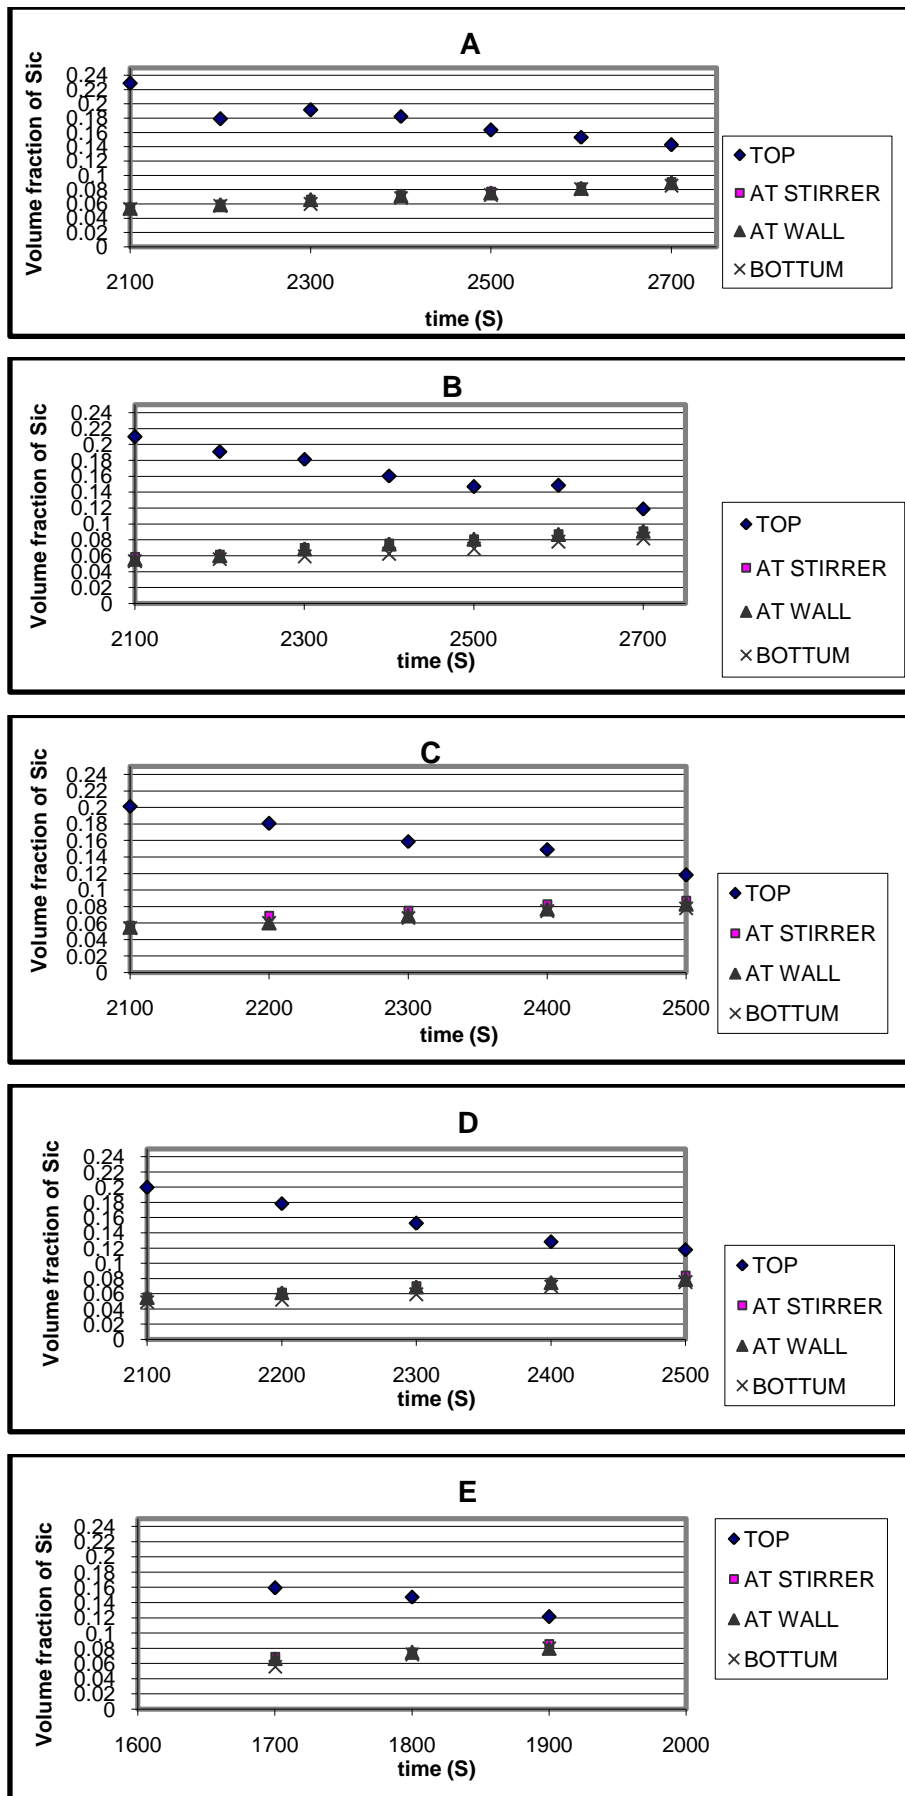 A
Volume fraction of Sic
0.24
0.22
0.2
0.18
0.16
0.14
0.12
0.1
0.08
0.06
0.04
0.02
0
2100 2300 2500 2700
time (S)
TOP
AT STIRRER
AT WALL
BOTTUM
B
Volume fraction of Sic
0.24
0.22
0.2
0.18
0.16
0.14
0.12
0.1
0.08
0.06
0.04
0.02
0
2100 2300 2500 2700
time (S)
TOP
AT STIRRER
AT WALL
BOTTUM
C
Volume fraction of Sic
0.24
0.22
0.2
0.18
0.16
0.14
0.12
0.1
0.08
0.06
0.04
0.02
0
2100 2200 2300 2400 2500
time (S)
TOP
AT STIRRER
AT WALL
BOTTUM
D
Volume fraction of Sic
0.24
0.22
0.2
0.18
0.16
0.14
0.12
0.1
0.08
0.06
0.04
0.02
0
2100 2200 2300 2400 2500
time (S)
TOP
AT STIRRER
AT WALL
BOTTUM
E
Volume fraction of Sic
0.24
0.22
0.2
0.18
0.16
0.14
0.12
0.1
0.08
0.06
0.04
0.02
0
1600 1700 1800 1900 2000
time (S)
TOP
AT STIRRER
AT WALL
BOTTUM